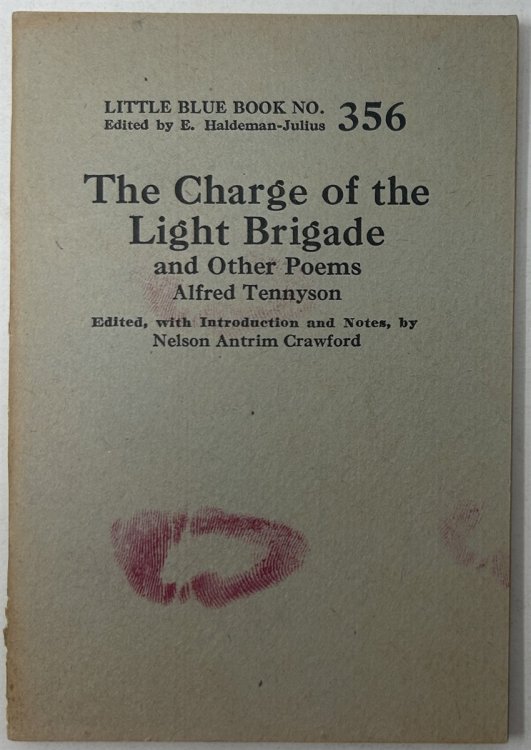 LITTLE BLUE BOOK NO. 356
Edited by E. Haldeman-Julius
The Charge of the
Light Brigade
and Other Poems
Alfred Tennyson
Edited, with Introduction and Notes, by
Nelson Antrim Crawford